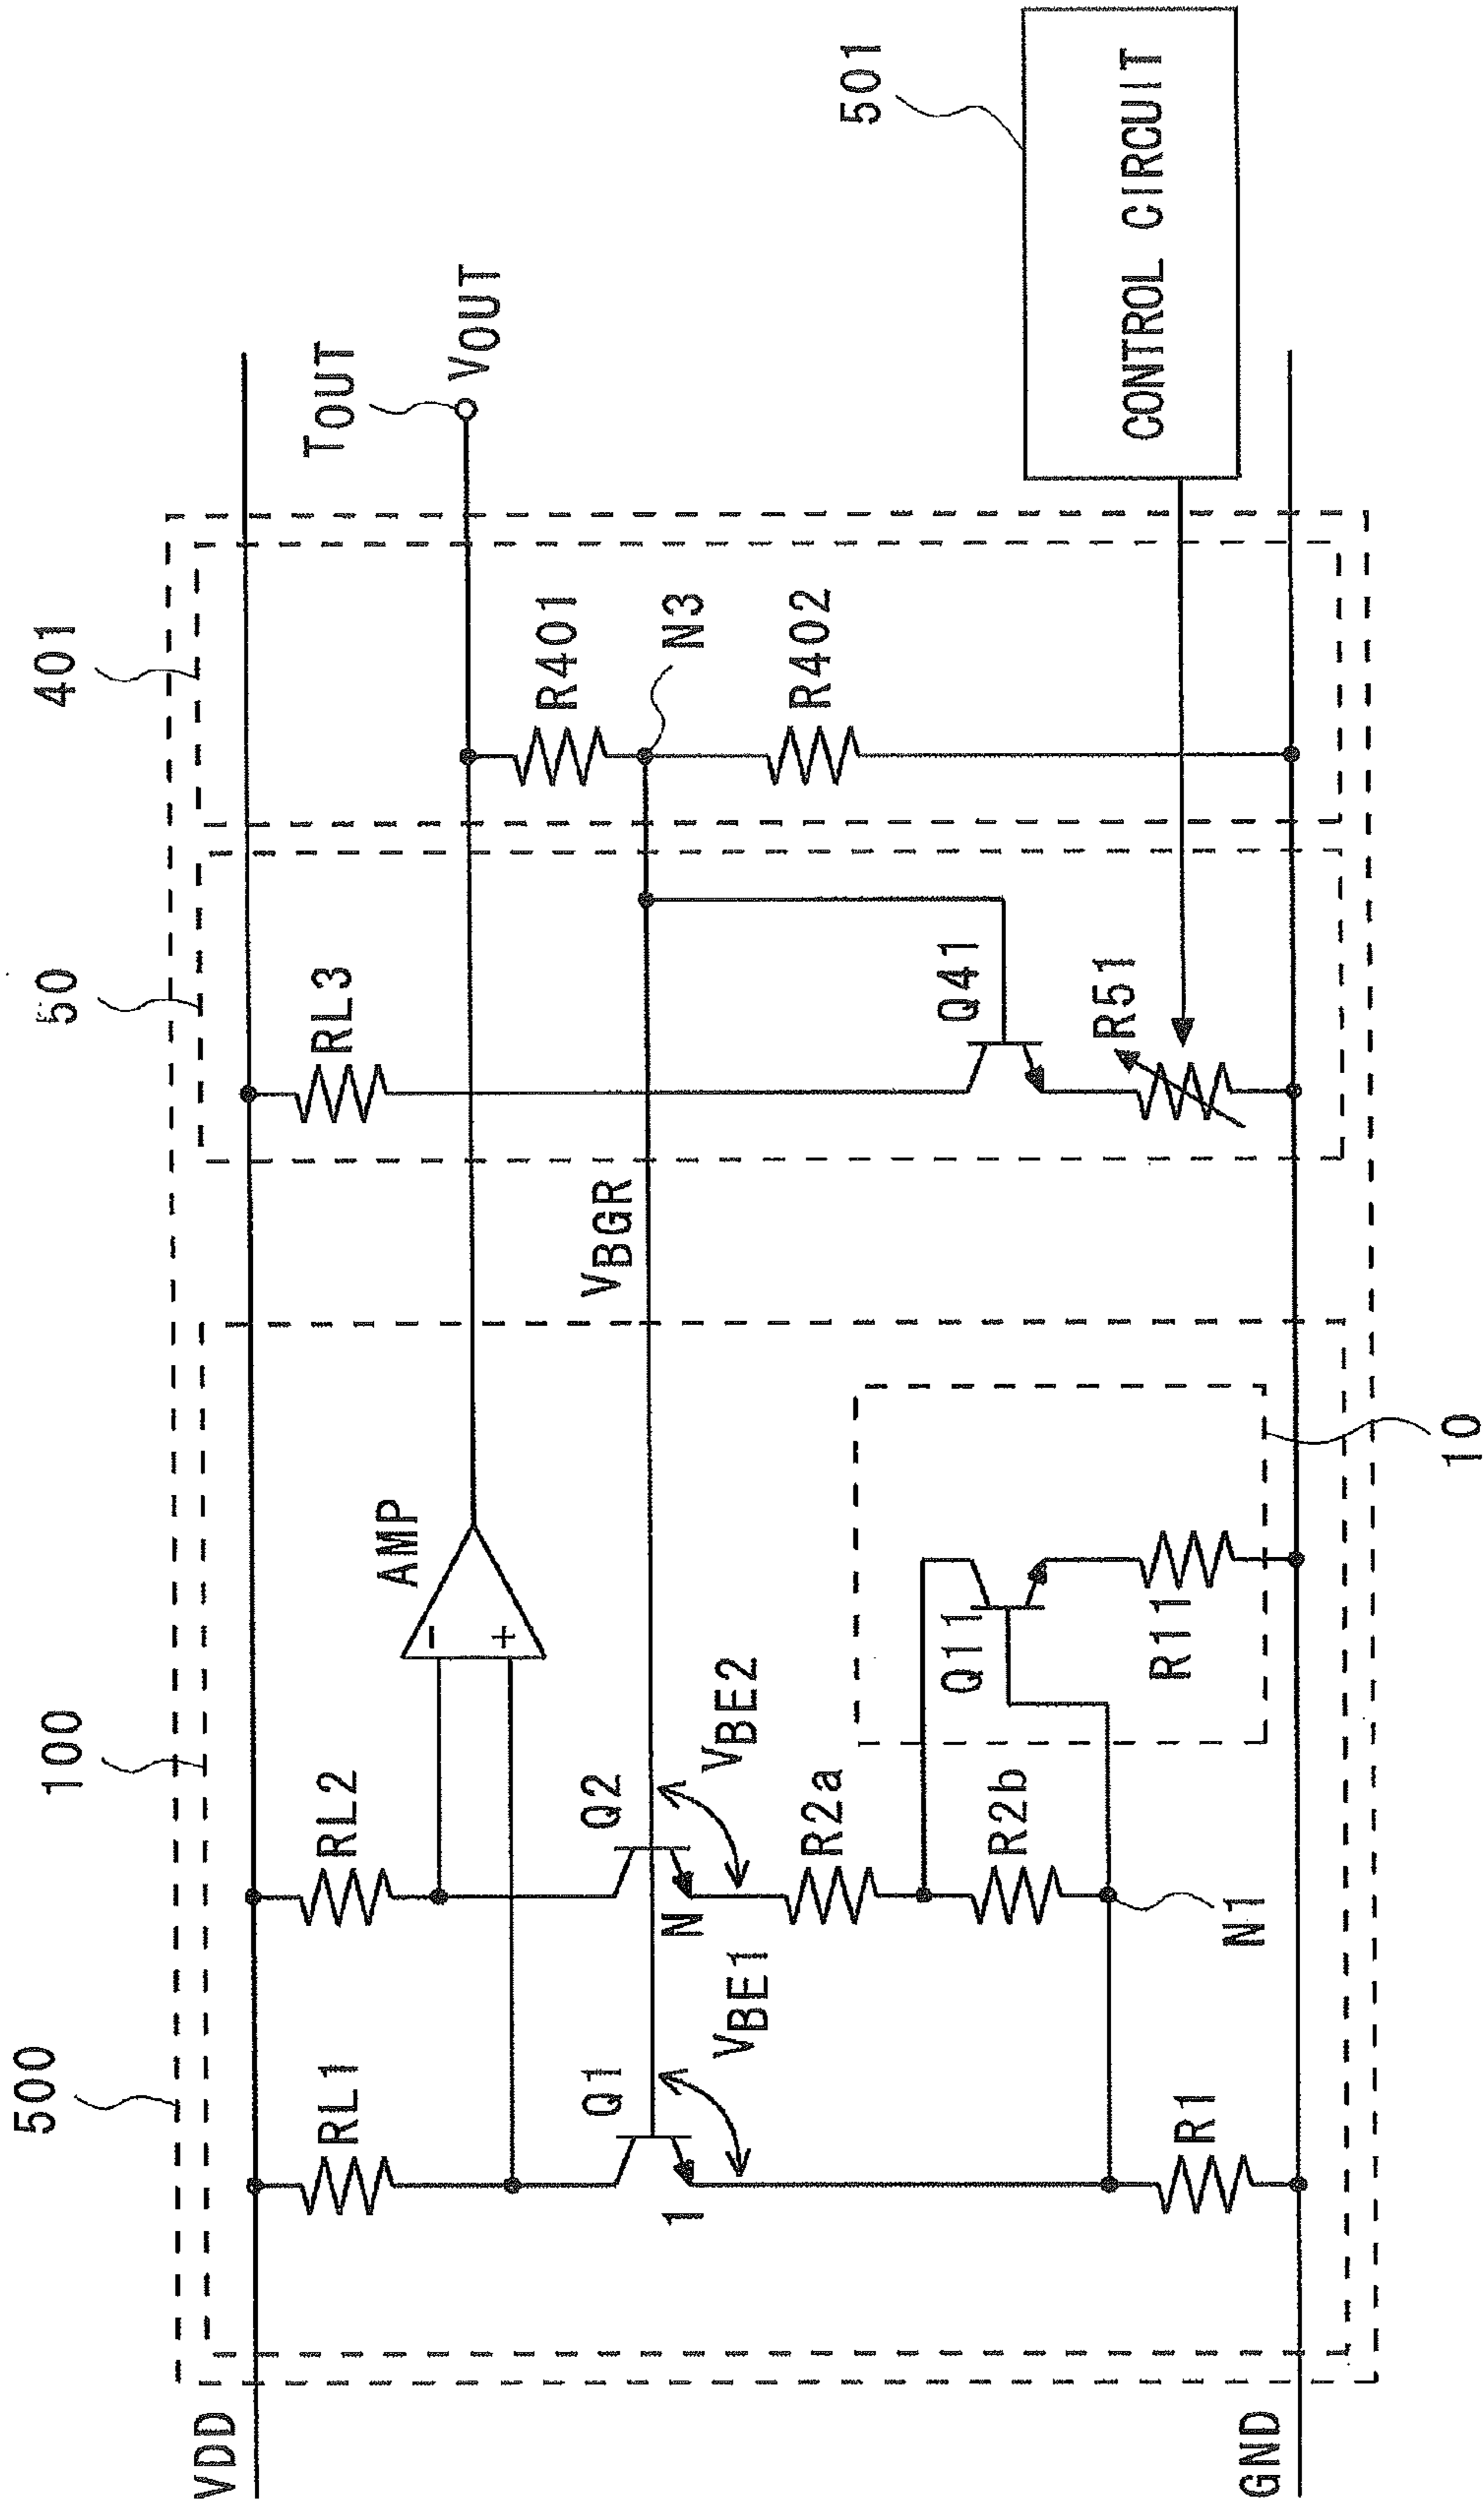 500
100
50
401
VDD
RL1
RL2
RL3
AMP
-
+
TOUT
VOUT
Q1
Q2
VBGR
R401
N3
1
N
VBE1
VBE2
R2a
R402
501
Q11
Q41
R2b
R1
R11
R51
CONTROL CIRCUIT
N1
GND
10